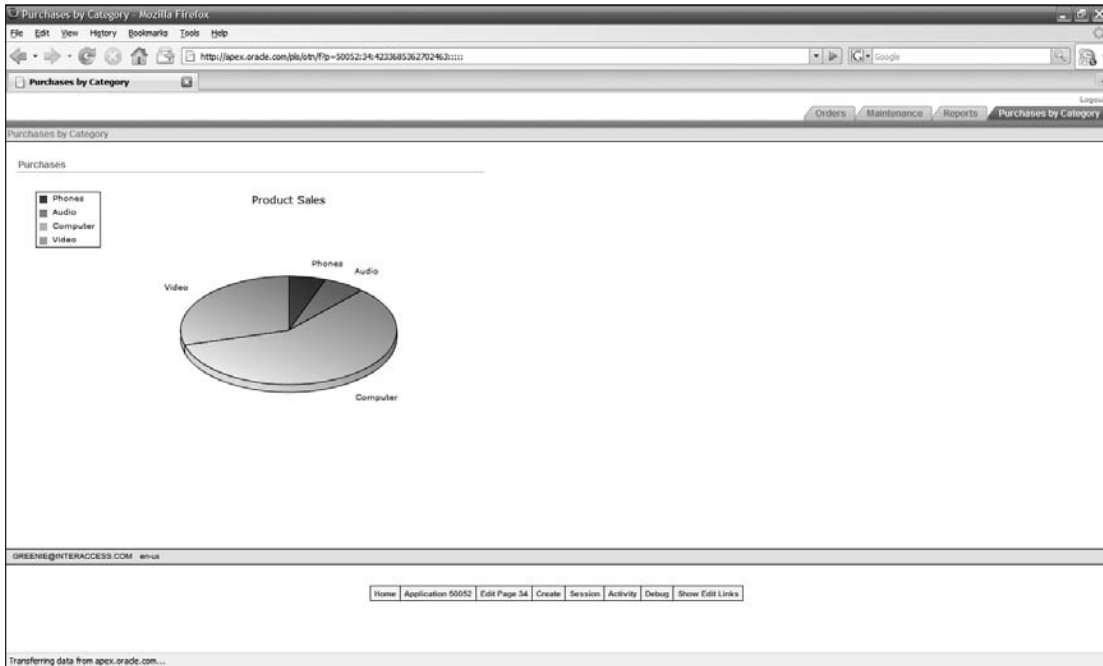 Purchases by Category - Mozilla Firefox
File Edit View History Bookmarks Tools Help
http://apex.oracle.com/pls/otn/f?p=50052:34:4233685362702463:::::
Google
Purchases by Category
Logout
Orders Maintenance Reports Purchases by Category
Purchases by Category
Purchases
Phones
Audio
Computer
Video
Product Sales
Phones
Audio
Video
Computer
GREENIE@INTERACCESS.COM en-us
Home Application 50052 Edit Page 34 Create Session Activity Debug Show Edit Links
Transferring data from apex.oracle.com...